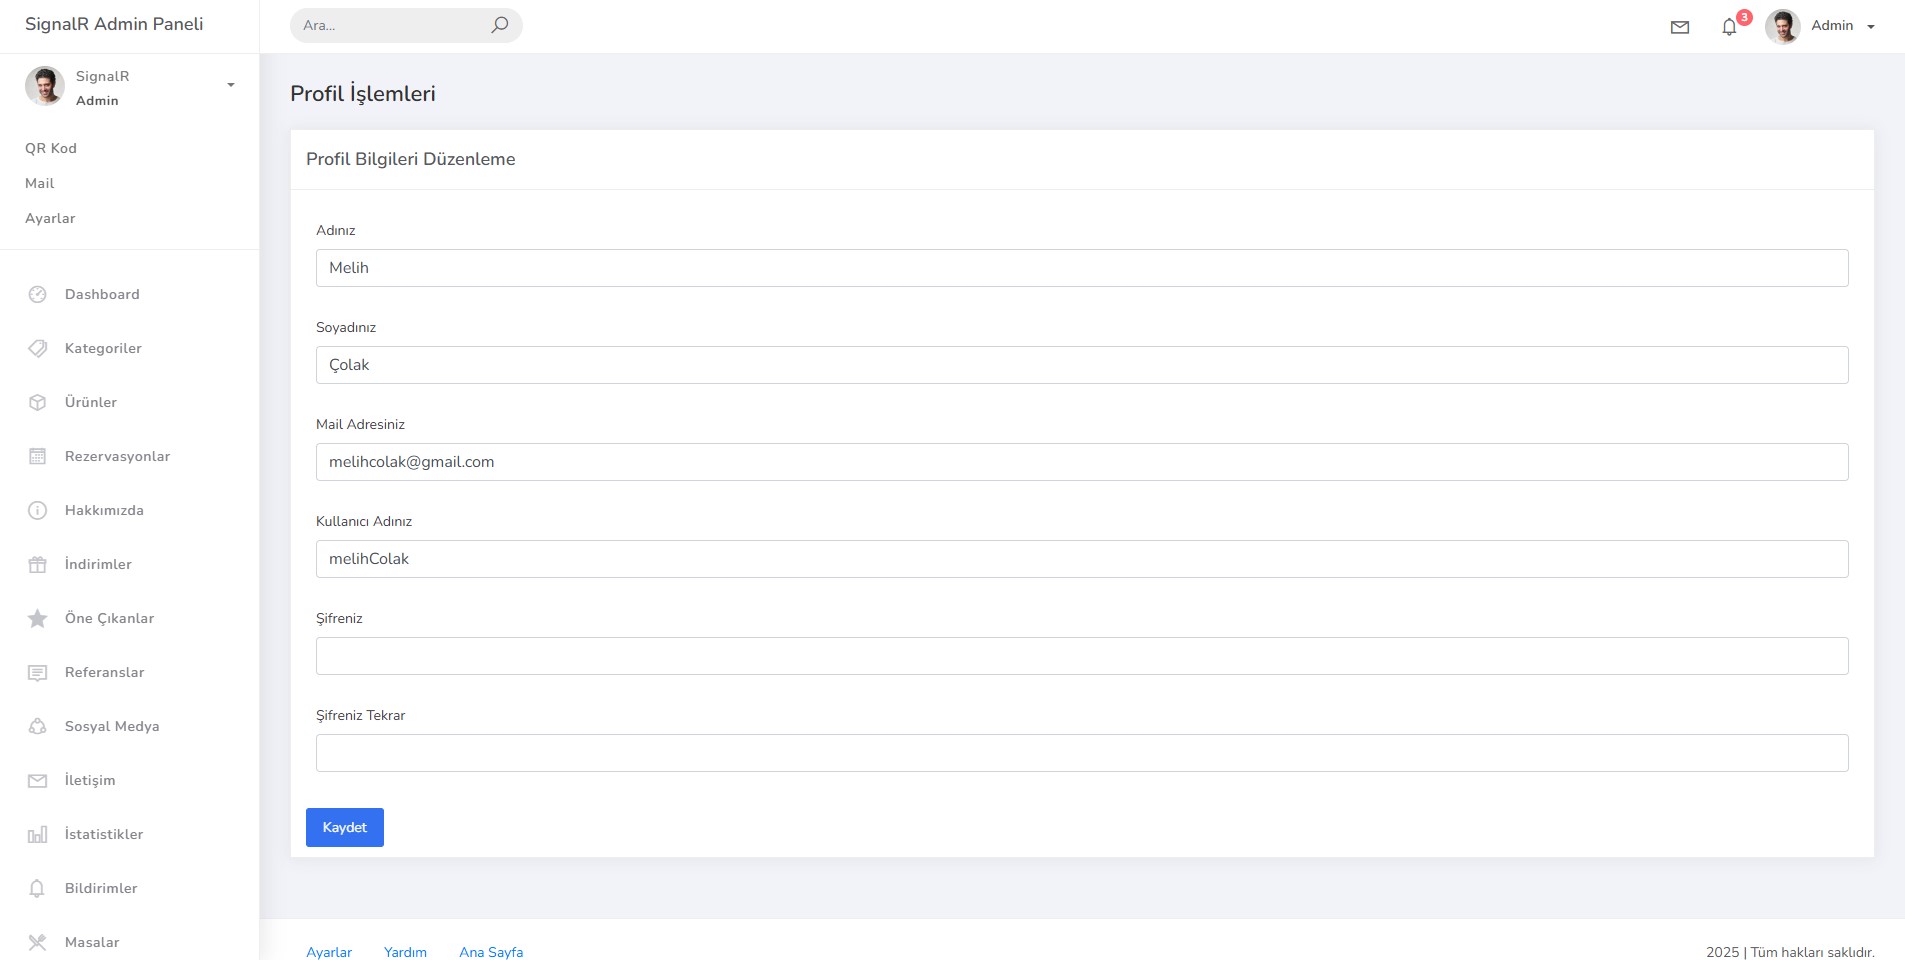 SignalR Admin Paneli
Ara...
3
Admin
SignalR
Admin
QR Kod
Mail
Ayarlar
Dashboard
Kategoriler
Ürünler
Rezervasyonlar
Hakkımızda
İndirimler
Öne Çıkanlar
Referanslar
Sosyal Medya
İletişim
İstatistikler
Bildirimler
Masalar
Profil İşlemleri
Profil Bilgileri Düzenleme
Adınız
Melih
Soyadınız
Çolak
Mail Adresiniz
melihcolak@gmail.com
Kullanıcı Adınız
melihColak
Şifreniz
Şifreniz Tekrar
Kaydet
Ayarlar Yardım Ana Sayfa
2025 | Tüm hakları saklıdır.